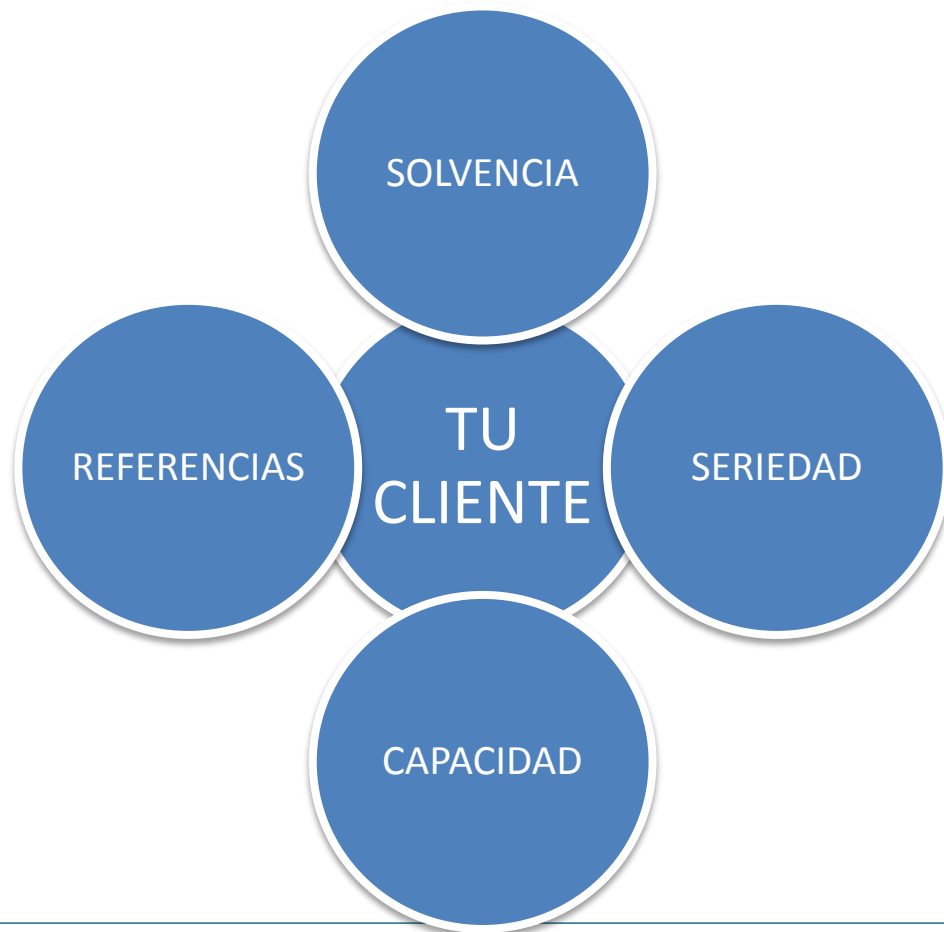 SOLVENCIA
REFERENCIAS
TU
CLIENTE
SERIEDAD
CAPACIDAD